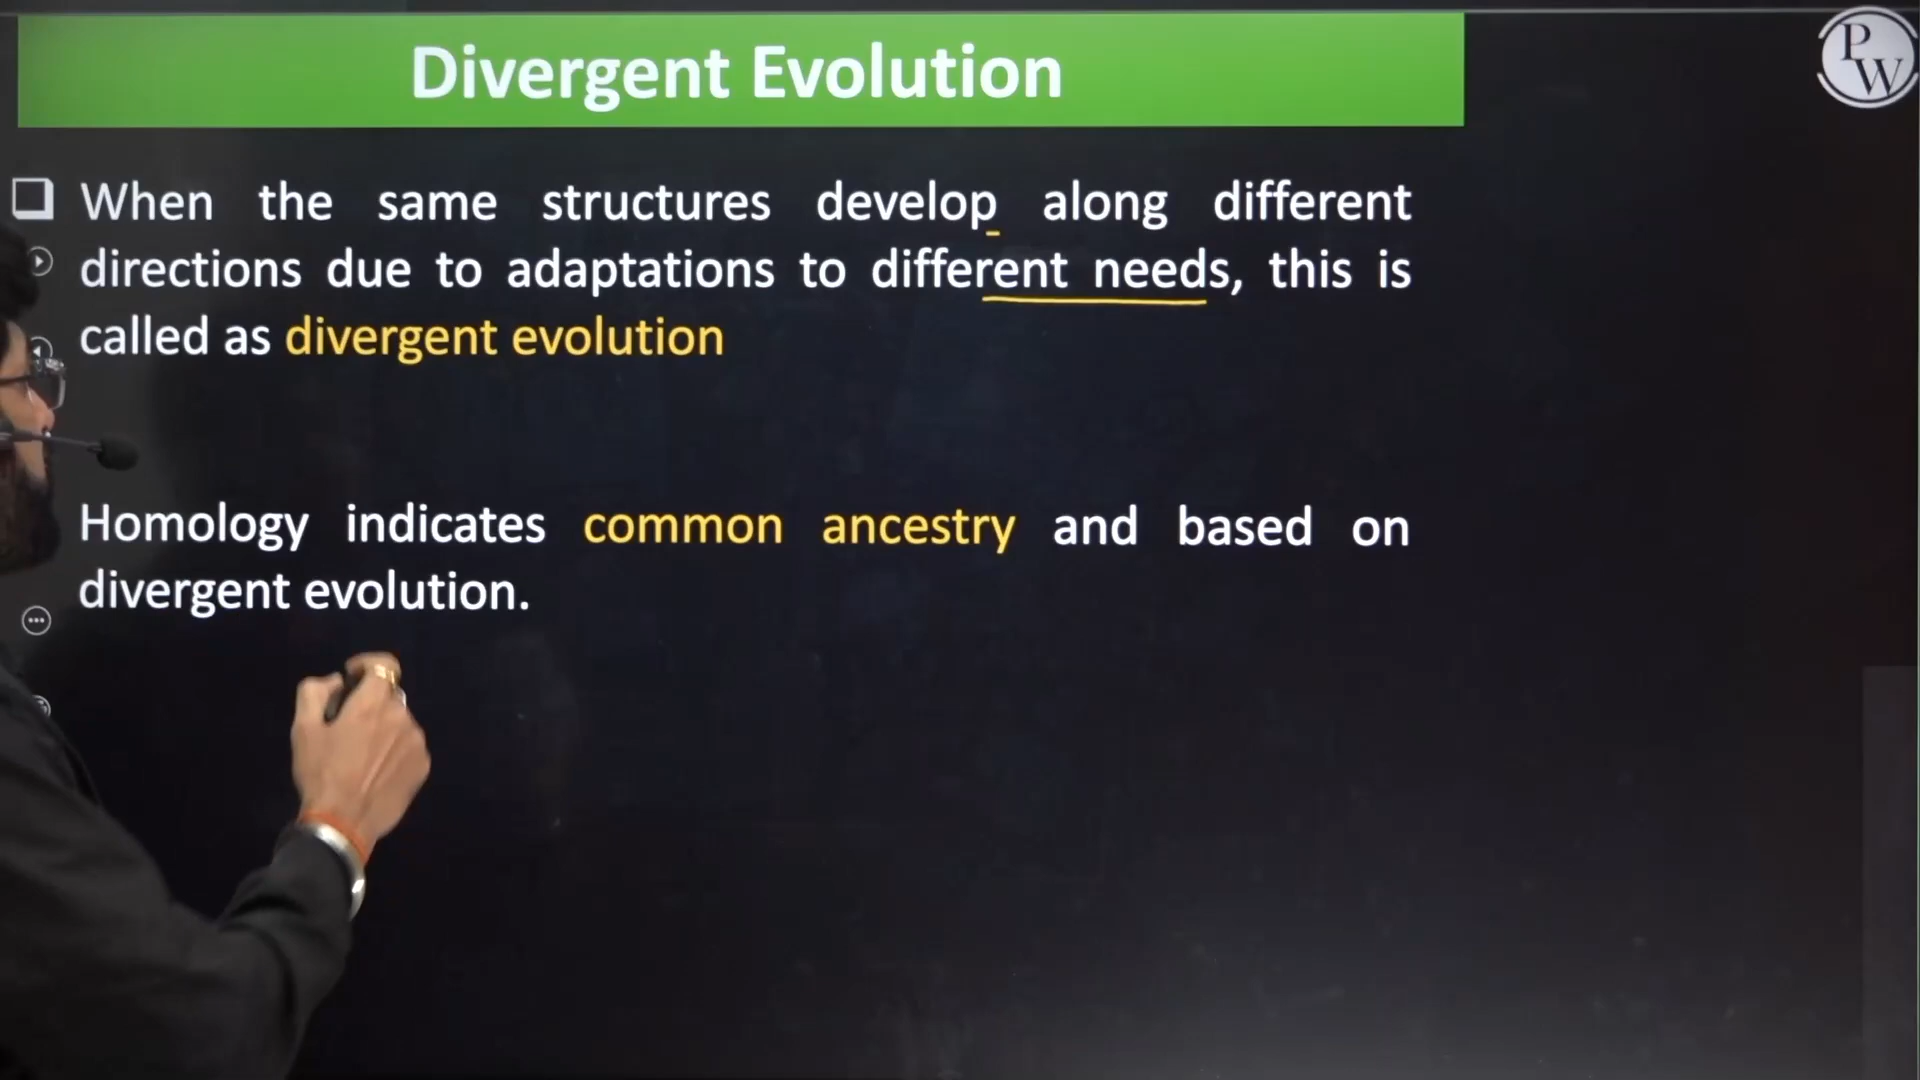 Divergent Evolution
PW
When the same structures develop along different
directions due to adaptations to different needs, this is
called as divergent evolution
Homology indicates common ancestry and based on
divergent evolution.